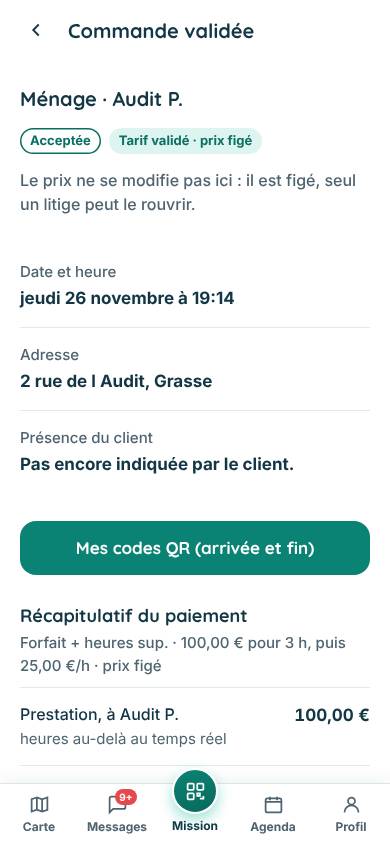 Commande validée
Ménage · Audit P.
Acceptée
Tarif validé · prix figé
Le prix ne se modifie pas ici : il est figé, seul
un litige peut le rouvrir.
Date et heure
jeudi 26 novembre à 19:14
Adresse
2 rue de l Audit, Grasse
Présence du client
Pas encore indiquée par le client.
Mes codes QR (arrivée et fin)
Récapitulatif du paiement
Forfait + heures sup. · 100,00 € pour 3 h, puis
25,00 €/h · prix figé
Prestation, à Audit P.
100,00 €
heures au-delà au temps réel
9+
Carte
Messages
Mission
Agenda
Profil